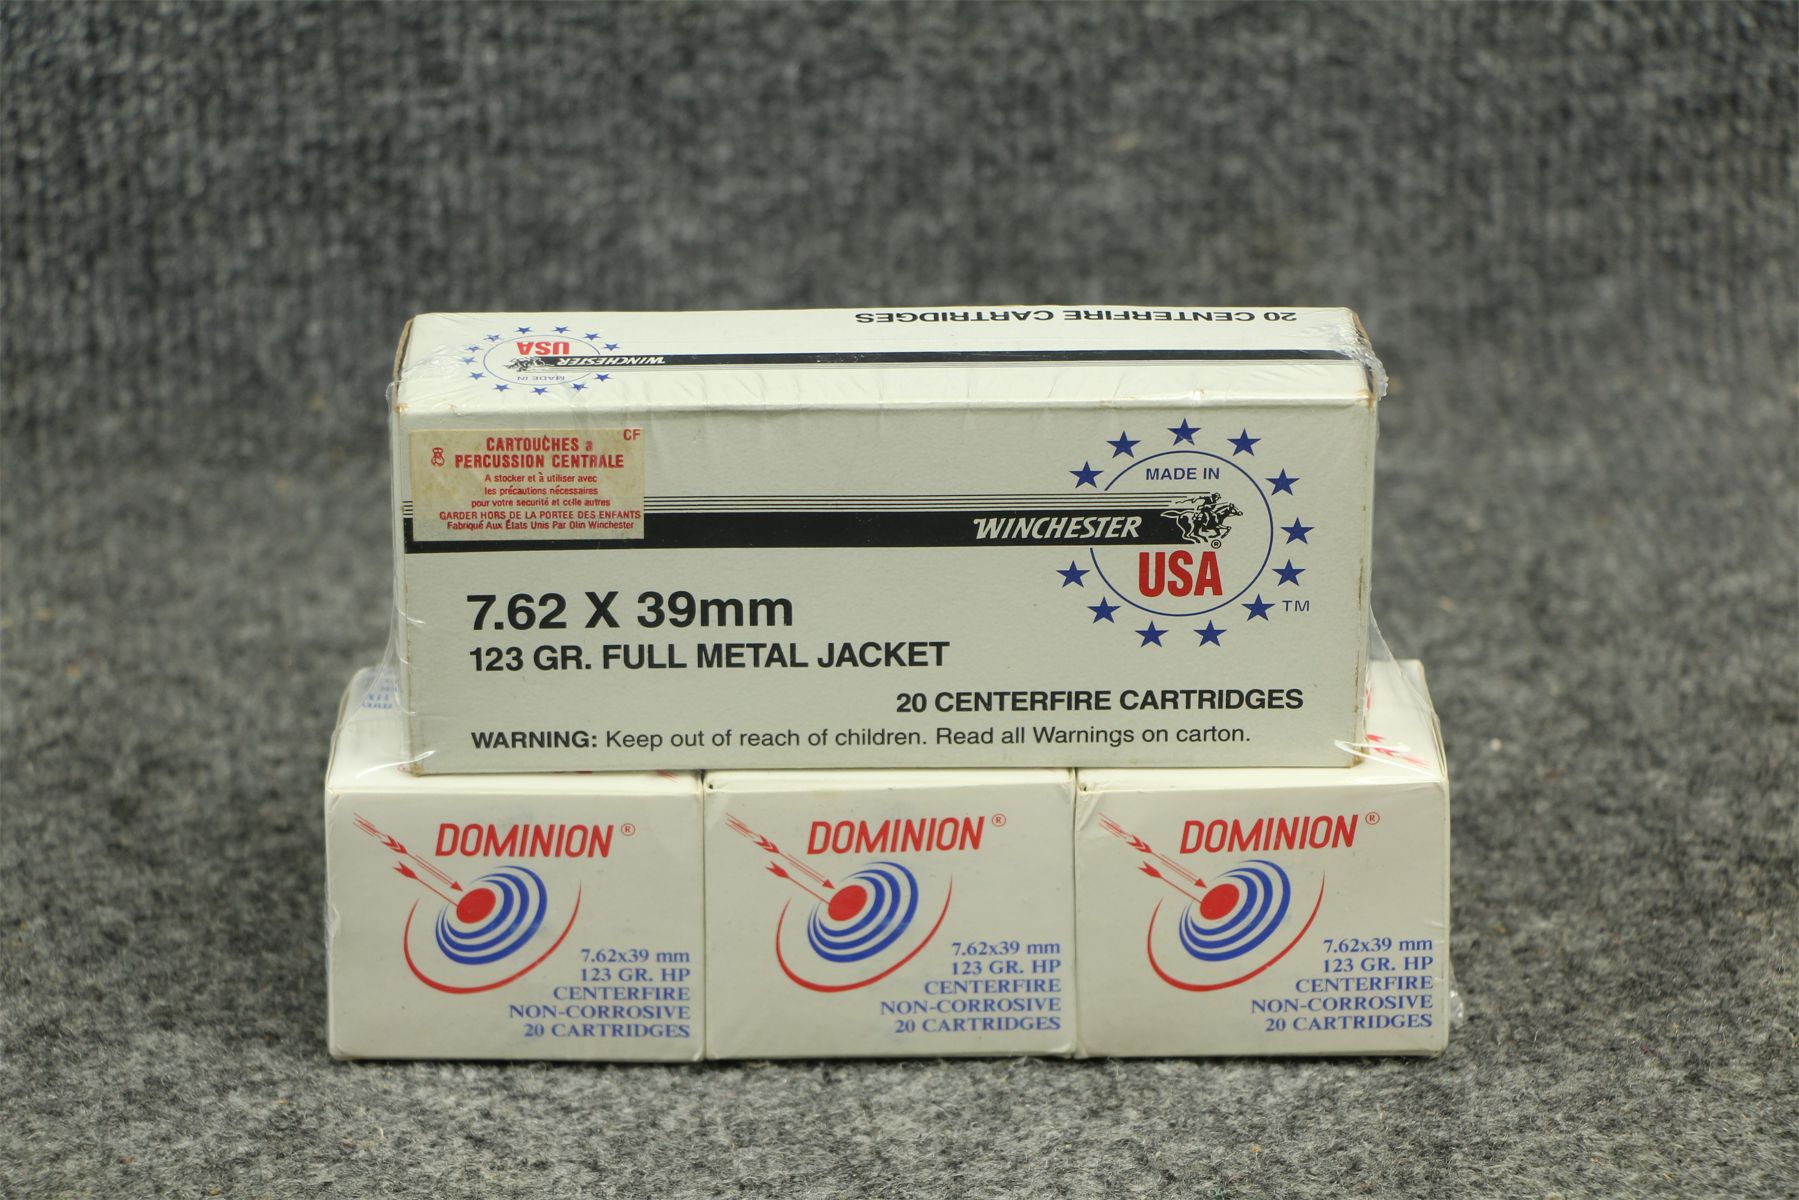 20 CENTERFIRE CARTRIDGES
WINCHESTER
USA
MADE IN
CF
CARTOUCHES a
PERCUSSION CENTRALE
A stocker et à utiliser avec
les précautions nécessaires
pour votre securité et celle autres
GARDER HORS DE LA PORTEE DES ENFANTS
Fabriqué Aux États Unis Par Olin Winchester
MADE IN
WINCHESTER
®
USA
TM
7.62 X 39mm
123 GR. FULL METAL JACKET
20 CENTERFIRE CARTRIDGES
WARNING: Keep out of reach of children. Read all Warnings on carton.
DOMINION ®
7.62x39 mm
123 GR. HP
CENTERFIRE
NON-CORROSIVE
20 CARTRIDGES
DOMINION ®
7.62x39 mm
123 GR. HP
CENTERFIRE
NON-CORROSIVE
20 CARTRIDGES
DOMINION ®
7.62x39 mm
123 GR. HP
CENTERFIRE
NON-CORROSIVE
20 CARTRIDGES